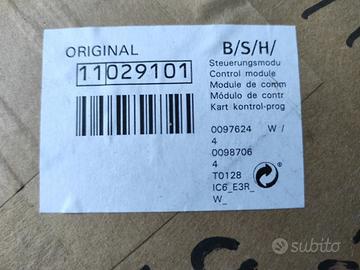 ORIGINAL
11029101
B/S/H/
Steuerungsmodu
Control module
Module de comm
Módulo de contr
Kart kontrol-prog
0097624 W/
4
0098706
4
T0128
IC6_E3R_
W_
subito